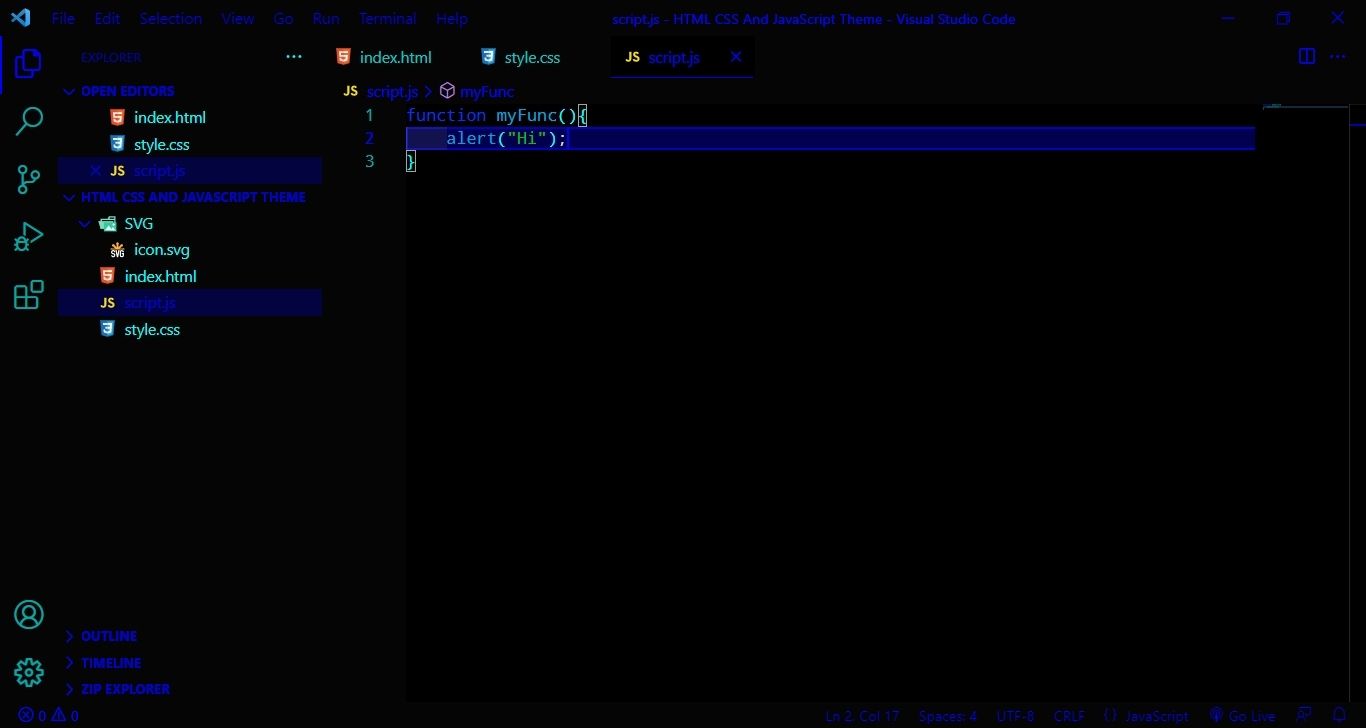 File Edit Selection View Go Run Terminal Help
script.js - HTML CSS And JavaScript Theme - Visual Studio Code
EXPLORER
OPEN EDITORS
index.html
style.css
JS script.js
HTML CSS AND JAVASCRIPT THEME
SVG
SVG icon.svg
index.html
JS script.js
style.css
OUTLINE
TIMELINE
ZIP EXPLORER
index.html
style.css
JS script.js
JS script.js > myFunc
1 function myFunc(){
2 alert("Hi");
3 }
0 0
Ln 2, Col 17 Spaces: 4 UTF-8 CRLF {} JavaScript Go Live